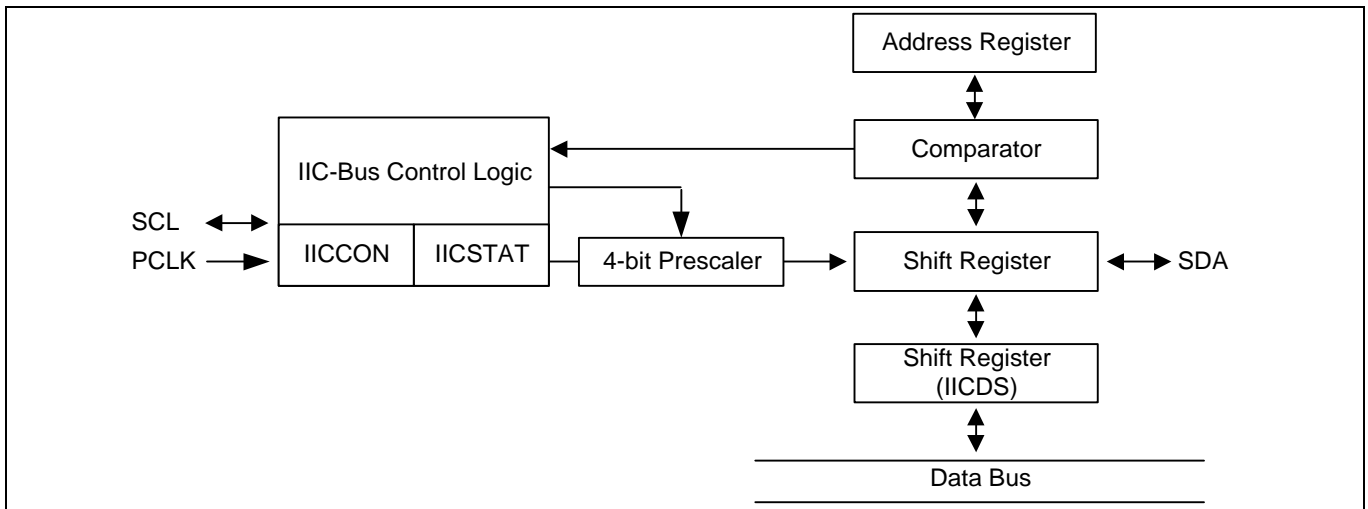 Address Register
Comparator
IIC-Bus Control Logic
SCL
PCLK
IICCON
IICSTAT
4-bit Prescaler
Shift Register
SDA
Shift Register
(IICDS)
Data Bus